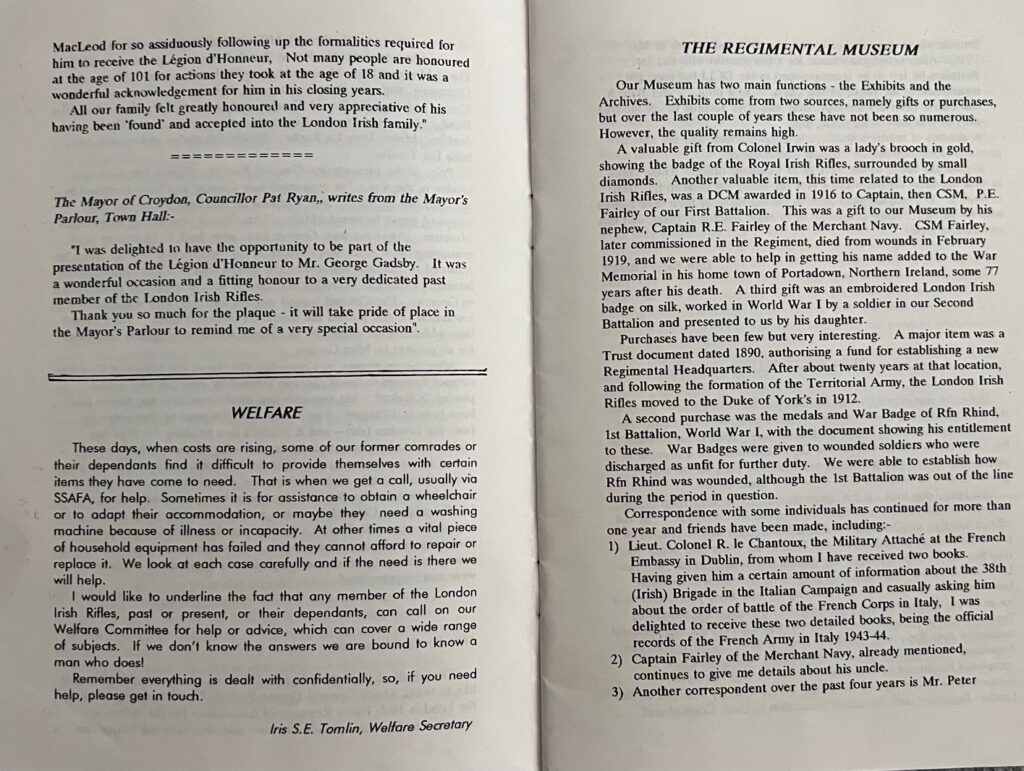 MacLeod for so assiduously following up the formalities required for
him to receive the Légion d'Honneur, Not many people are honoured
at the age of 101 for actions they took at the age of 18 and it was a
wonderful acknowledgement for him in his closing years.
All our family felt greatly honoured and very appreciative of his
having been 'found' and accepted into the London Irish family."
=============
The Mayor of Croydon, Councillor Pat Ryan,, writes from the Mayor's
Parlour, Town Hall:-
"I was delighted to have the opportunity to be part of the
presentation of the Légion d'Honneur to Mr. George Gadsby. It was
a wonderful occasion and a fitting honour to a very dedicated past
member of the London Irish Rifles.
Thank you so much for the plaque - it will take pride of place in
the Mayor's Parlour to remind me of a very special occasion".
WELFARE
These days, when costs are rising, some of our former comrades or
their dependants find it difficult to provide themselves with certain
items they have come to need. That is when we get a call, usually via
SSAFA, for help. Sometimes it is for assistance to obtain a wheelchair
or to adapt their accommodation, or maybe they need a washing
machine because of illness or incapacity. At other times a vital piece
of household equipment has failed and they cannot afford to repair or
replace it. We look at each case carefully and if the need is there we
will help.
I would like to underline the fact that any member of the London
Irish Rifles, past or present, or their dependants, can call on our
Welfare Committee for help or advice, which can cover a wide range
of subjects. If we don't know the answers we are bound to know a
man who does!
Remember everything is dealt with confidentially, so, if you need
help, please get in touch.
Iris S.E. Tomlin, Welfare Secretary
THE REGIMENTAL MUSEUM
Our Museum has two main functions - the Exhibits and the
Archives. Exhibits come from two sources, namely gifts or purchases,
but over the last couple of years these have not been so numerous.
However, the quality remains high.
A valuable gift from Colonel Irwin was a lady's brooch in gold,
showing the badge of the Royal Irish Rifles, surrounded by small
diamonds. Another valuable item, this time related to the London
Irish Rifles, was a DCM awarded in 1916 to Captain, then CSM, P.E.
Fairley of our First Battalion. This was a gift to our Museum by his
nephew, Captain R.E. Fairley of the Merchant Navy. CSM Fairley,
later commissioned in the Regiment, died from wounds in February
1919, and we were able to help in getting his name added to the War
Memorial in his home town of Portadown, Northern Ireland, some 77
years after his death. A third gift was an embroidered London Irish
badge on silk, worked in World War I by a soldier in our Second
Battalion and presented to us by his daughter.
Purchases have been few but very interesting. A major item was a
Trust document dated 1890, authorising a fund for establishing a new
Regimental Headquarters. After about twenty years at that location,
and following the formation of the Territorial Army, the London Irish
Rifles moved to the Duke of York's in 1912.
A second purchase was the medals and War Badge of Rfn Rhind,
1st Battalion, World War I, with the document showing his entitlement
to these. War Badges were given to wounded soldiers who were
discharged as unfit for further duty. We were able to establish how
Rfn Rhind was wounded, although the 1st Battalion was out of the line
during the period in question.
Correspondence with some individuals has continued for more than
one year and friends have been made, including:-
1) Lieut. Colonel R. le Chantoux, the Military Attaché at the French
Embassy in Dublin, from whom I have received two books.
Having given him a certain amount of information about the 38th
(Irish) Brigade in the Italian Campaign and casually asking him
about the order of battle of the French Corps in Italy, I was
delighted to receive these two detailed books, being the official
records of the French Army in Italy 1943-44.
2) Captain Fairley of the Merchant Navy, already mentioned,
continues to give me details about his uncle.
3) Another correspondent over the past four years is Mr. Peter